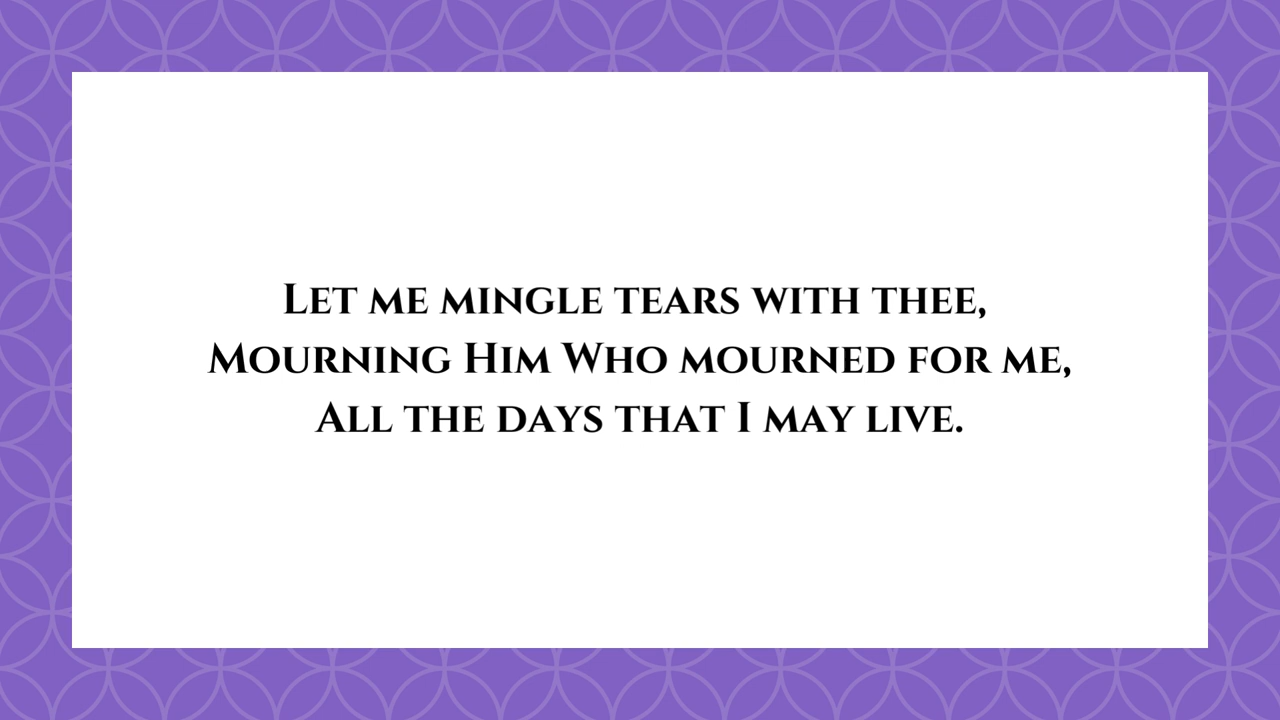 Let me mingle tears with thee,
Mourning Him Who mourned for me,
All the days that I may live.